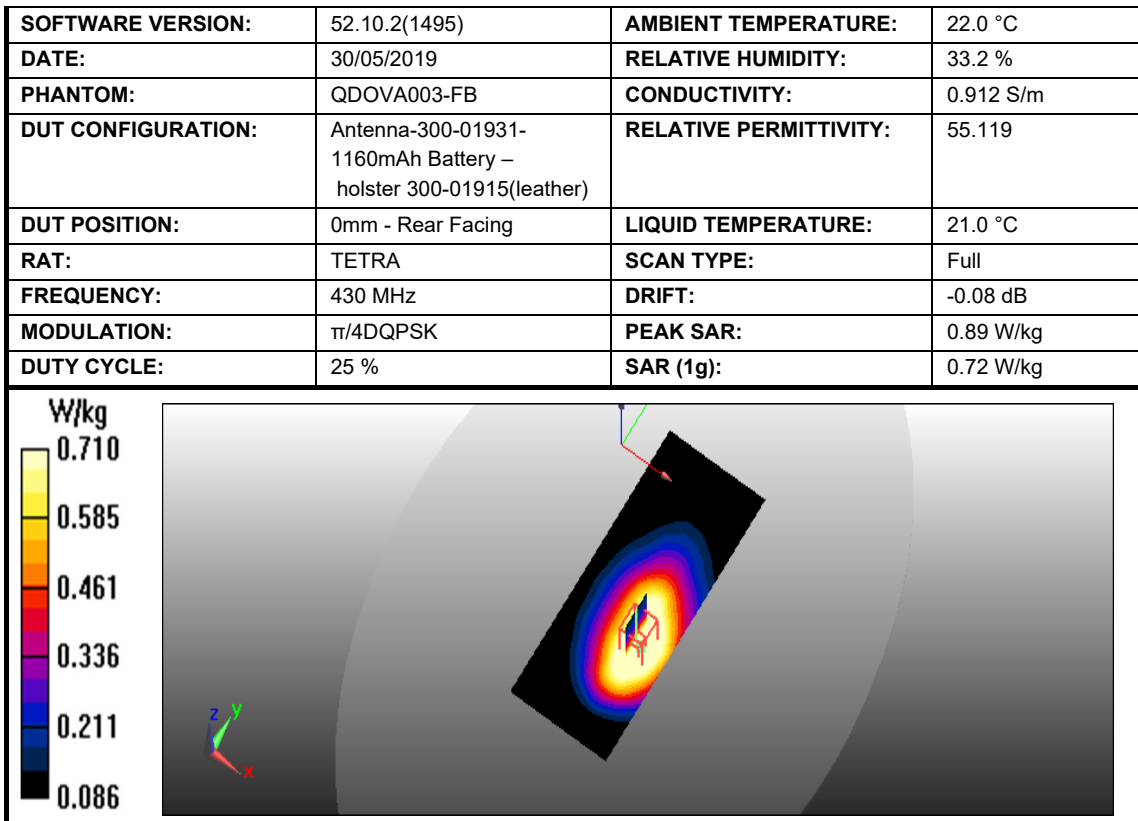 SOFTWARE VERSION: 52.10.2(1495) AMBIENT TEMPERATURE: 22.0 °C
DATE: 30/05/2019 RELATIVE HUMIDITY: 33.2 %
PHANTOM: QDOVA003-FB CONDUCTIVITY: 0.912 S/m
DUT CONFIGURATION: Antenna-300-01931- RELATIVE PERMITTIVITY: 55.119
1160mAh Battery –
holster 300-01915(leather)
DUT POSITION: 0mm - Rear Facing LIQUID TEMPERATURE: 21.0 °C
RAT: TETRA SCAN TYPE: Full
FREQUENCY: 430 MHz DRIFT: -0.08 dB
MODULATION: π/4DQPSK PEAK SAR: 0.89 W/kg
DUTY CYCLE: 25 % SAR (1g): 0.72 W/kg
W/kg
0.710
0.585
0.461
0.336
0.211
0.086
z y
x